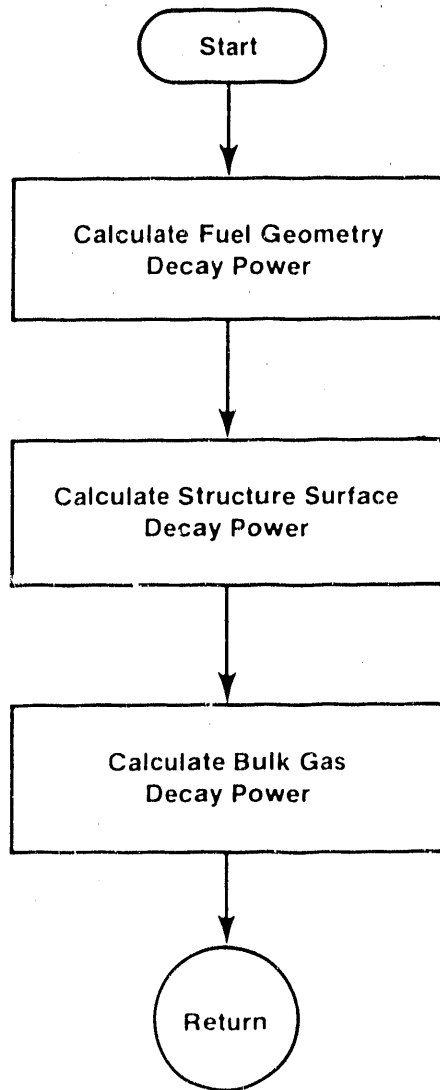 Start
Calculate Fuel Geometry
Decay Power
Calculate Structure Surface
Decay Power
Calculate Bulk Gas
Decay Power
Return